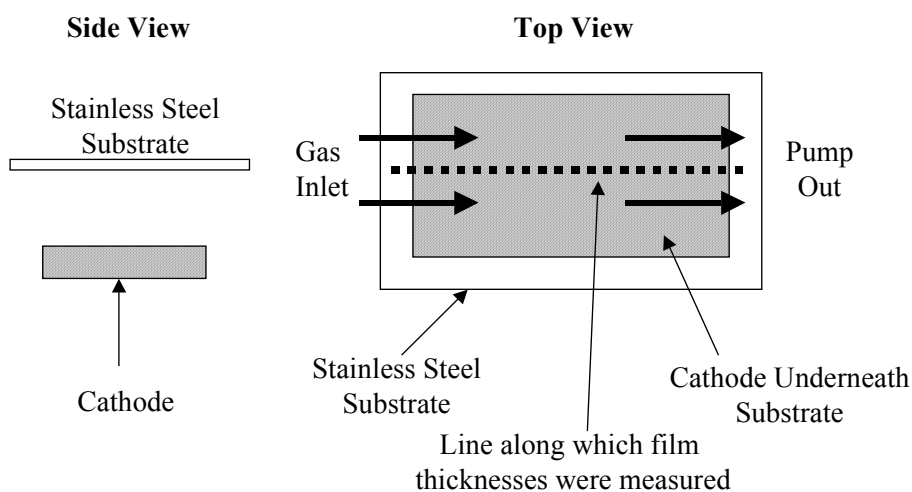 Side View
Top View
Stainless Steel
Substrate
Gas
Inlet
Pump
Out
Cathode
Stainless Steel
Substrate
Line along which film
thicknesses were measured
Cathode Underneath
Substrate